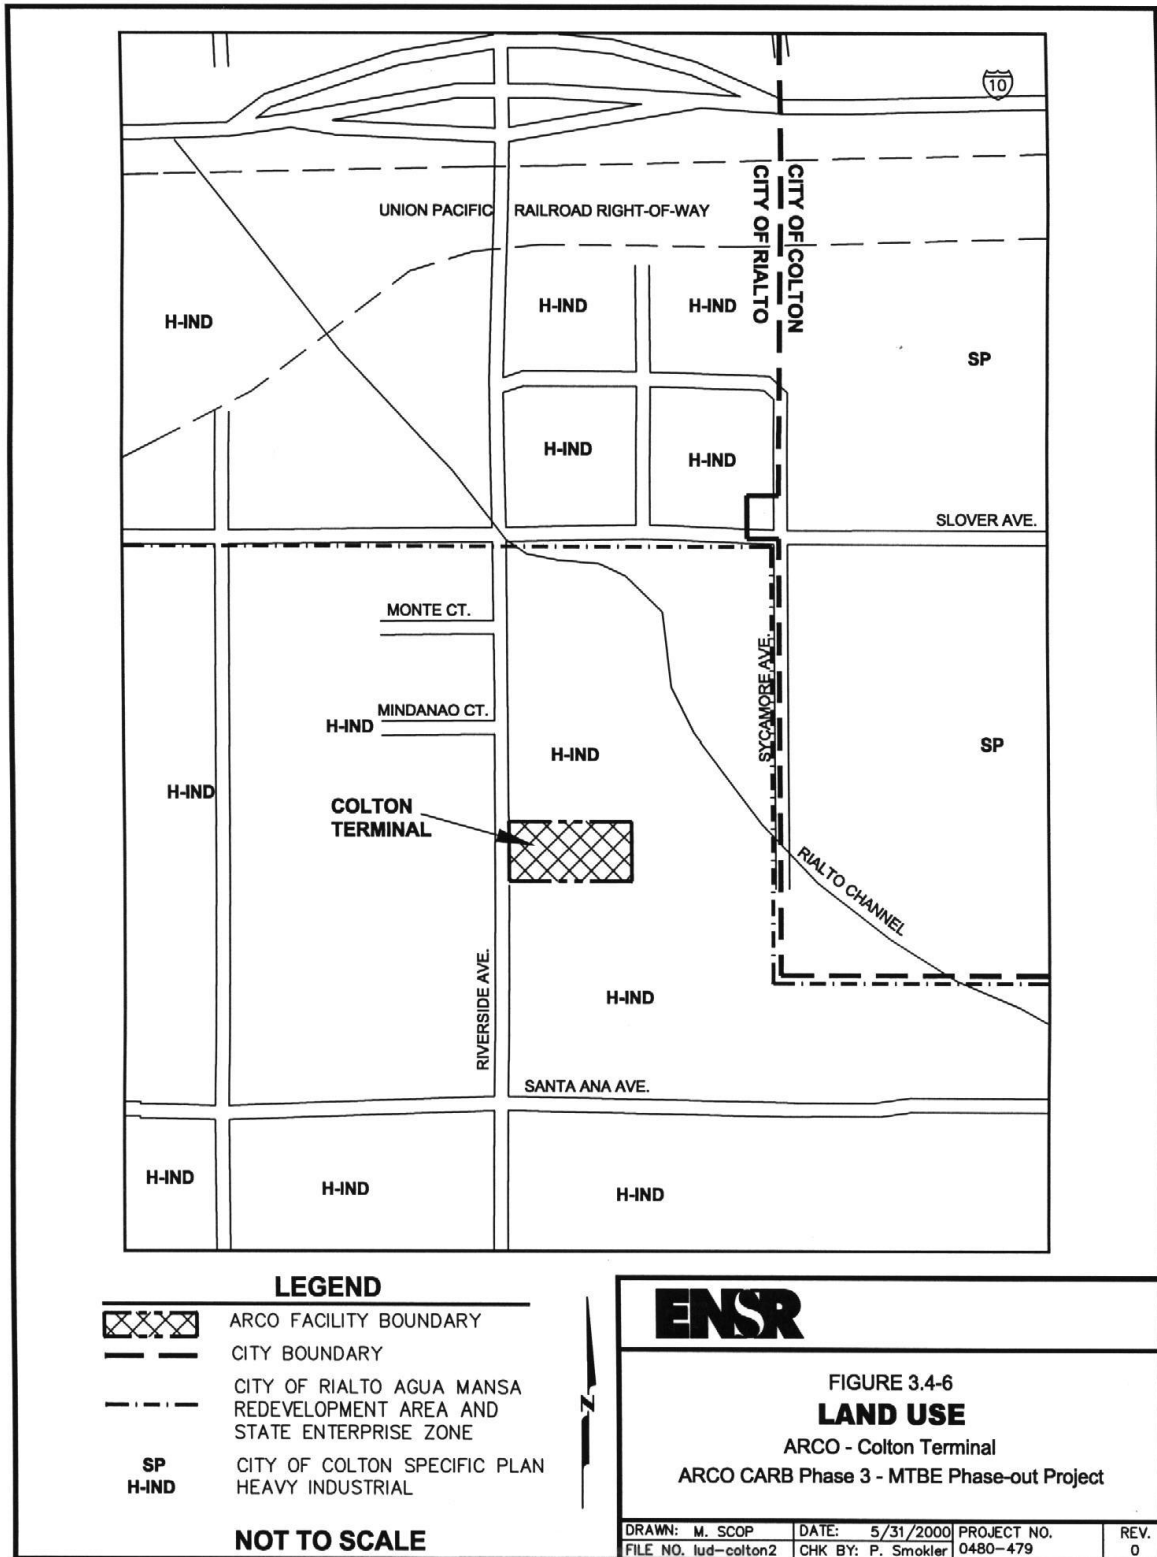 10
CITY OF RIALTO
CITY OF COLTON
UNION PACIFIC RAILROAD RIGHT-OF-WAY
H-IND
H-IND
H-IND
SP
H-IND
H-IND
SLOVER AVE.
MONTE CT.
SYCAMORE AVE.
MINDANAO CT.
H-IND
H-IND
SP
H-IND
COLTON
TERMINAL
RIALTO CHANNEL
RIVERSIDE AVE.
H-IND
SANTA ANA AVE.
H-IND
H-IND
H-IND
LEGEND
ARCO FACILITY BOUNDARY
CITY BOUNDARY
CITY OF RIALTO AGUA MANSA
REDEVELOPMENT AREA AND
STATE ENTERPRISE ZONE
SP CITY OF COLTON SPECIFIC PLAN
H-IND HEAVY INDUSTRIAL
NOT TO SCALE
N
ENSR
FIGURE 3.4-6
LAND USE
ARCO - Colton Terminal
ARCO CARB Phase 3 - MTBE Phase-out Project
DRAWN: M. SCOP DATE: 5/31/2000 PROJECT NO. REV.
FILE NO. lud-colton2 CHK BY: P. Smokler 0480-479 0